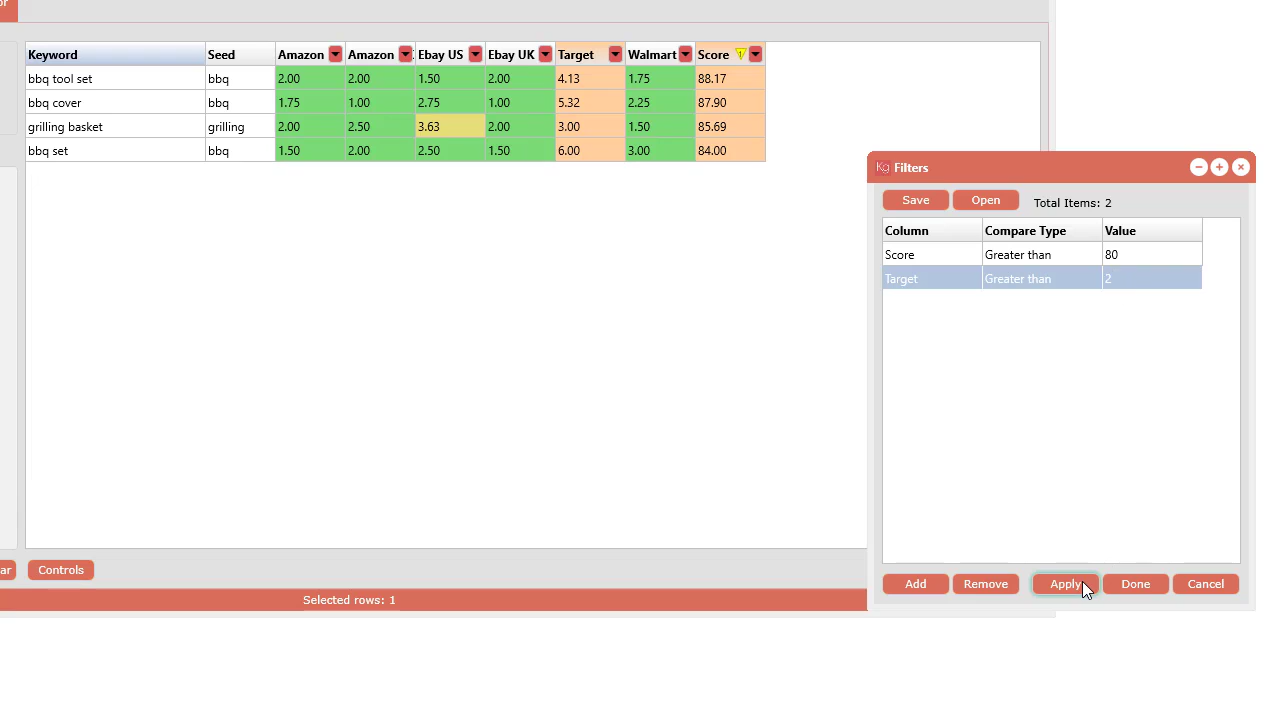 or
Keyword Seed Amazon Amazon Ebay US Ebay UK Target Walmart Score
bbq tool set bbq 2.00 2.00 1.50 2.00 4.13 1.75 88.17
bbq cover bbq 1.75 1.00 2.75 1.00 5.32 2.25 87.90
grilling basket grilling 2.00 2.50 3.63 2.00 3.00 1.50 85.69
bbq set bbq 1.50 2.00 2.50 1.50 6.00 3.00 84.00
ar Controls
Selected rows: 1
Kg Filters
Save Open Total Items: 2
Column Compare Type Value
Score Greater than 80
Target Greater than 2
Add Remove Apply Done Cancel